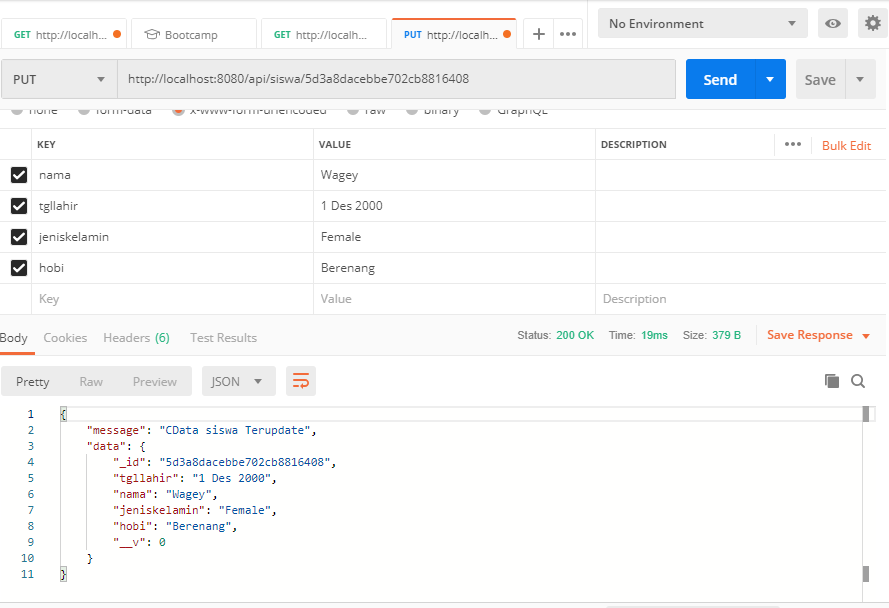 GET http://localh... Bootcamp GET http://localh... PUT http://localh... + ••• No Environment
PUT http://localhost:8080/api/siswa/5d3a8dacebbe702cb8816408 Send Save
none form-data x-www-form-urlencoded raw binary GraphQL
KEY VALUE DESCRIPTION ••• Bulk Edit
nama Wagey
tgllahir 1 Des 2000
jeniskelamin Female
hobi Berenang
Key Value Description
Body Cookies Headers (6) Test Results Status: 200 OK Time: 19ms Size: 379 B Save Response
Pretty Raw Preview JSON
1 {
2 "message": "CData siswa Terupdate",
3 "data": {
4 "_id": "5d3a8dacebbe702cb8816408",
5 "tgllahir": "1 Des 2000",
6 "nama": "Wagey",
7 "jeniskelamin": "Female",
8 "hobi": "Berenang",
9 "__v": 0
10 }
11 }